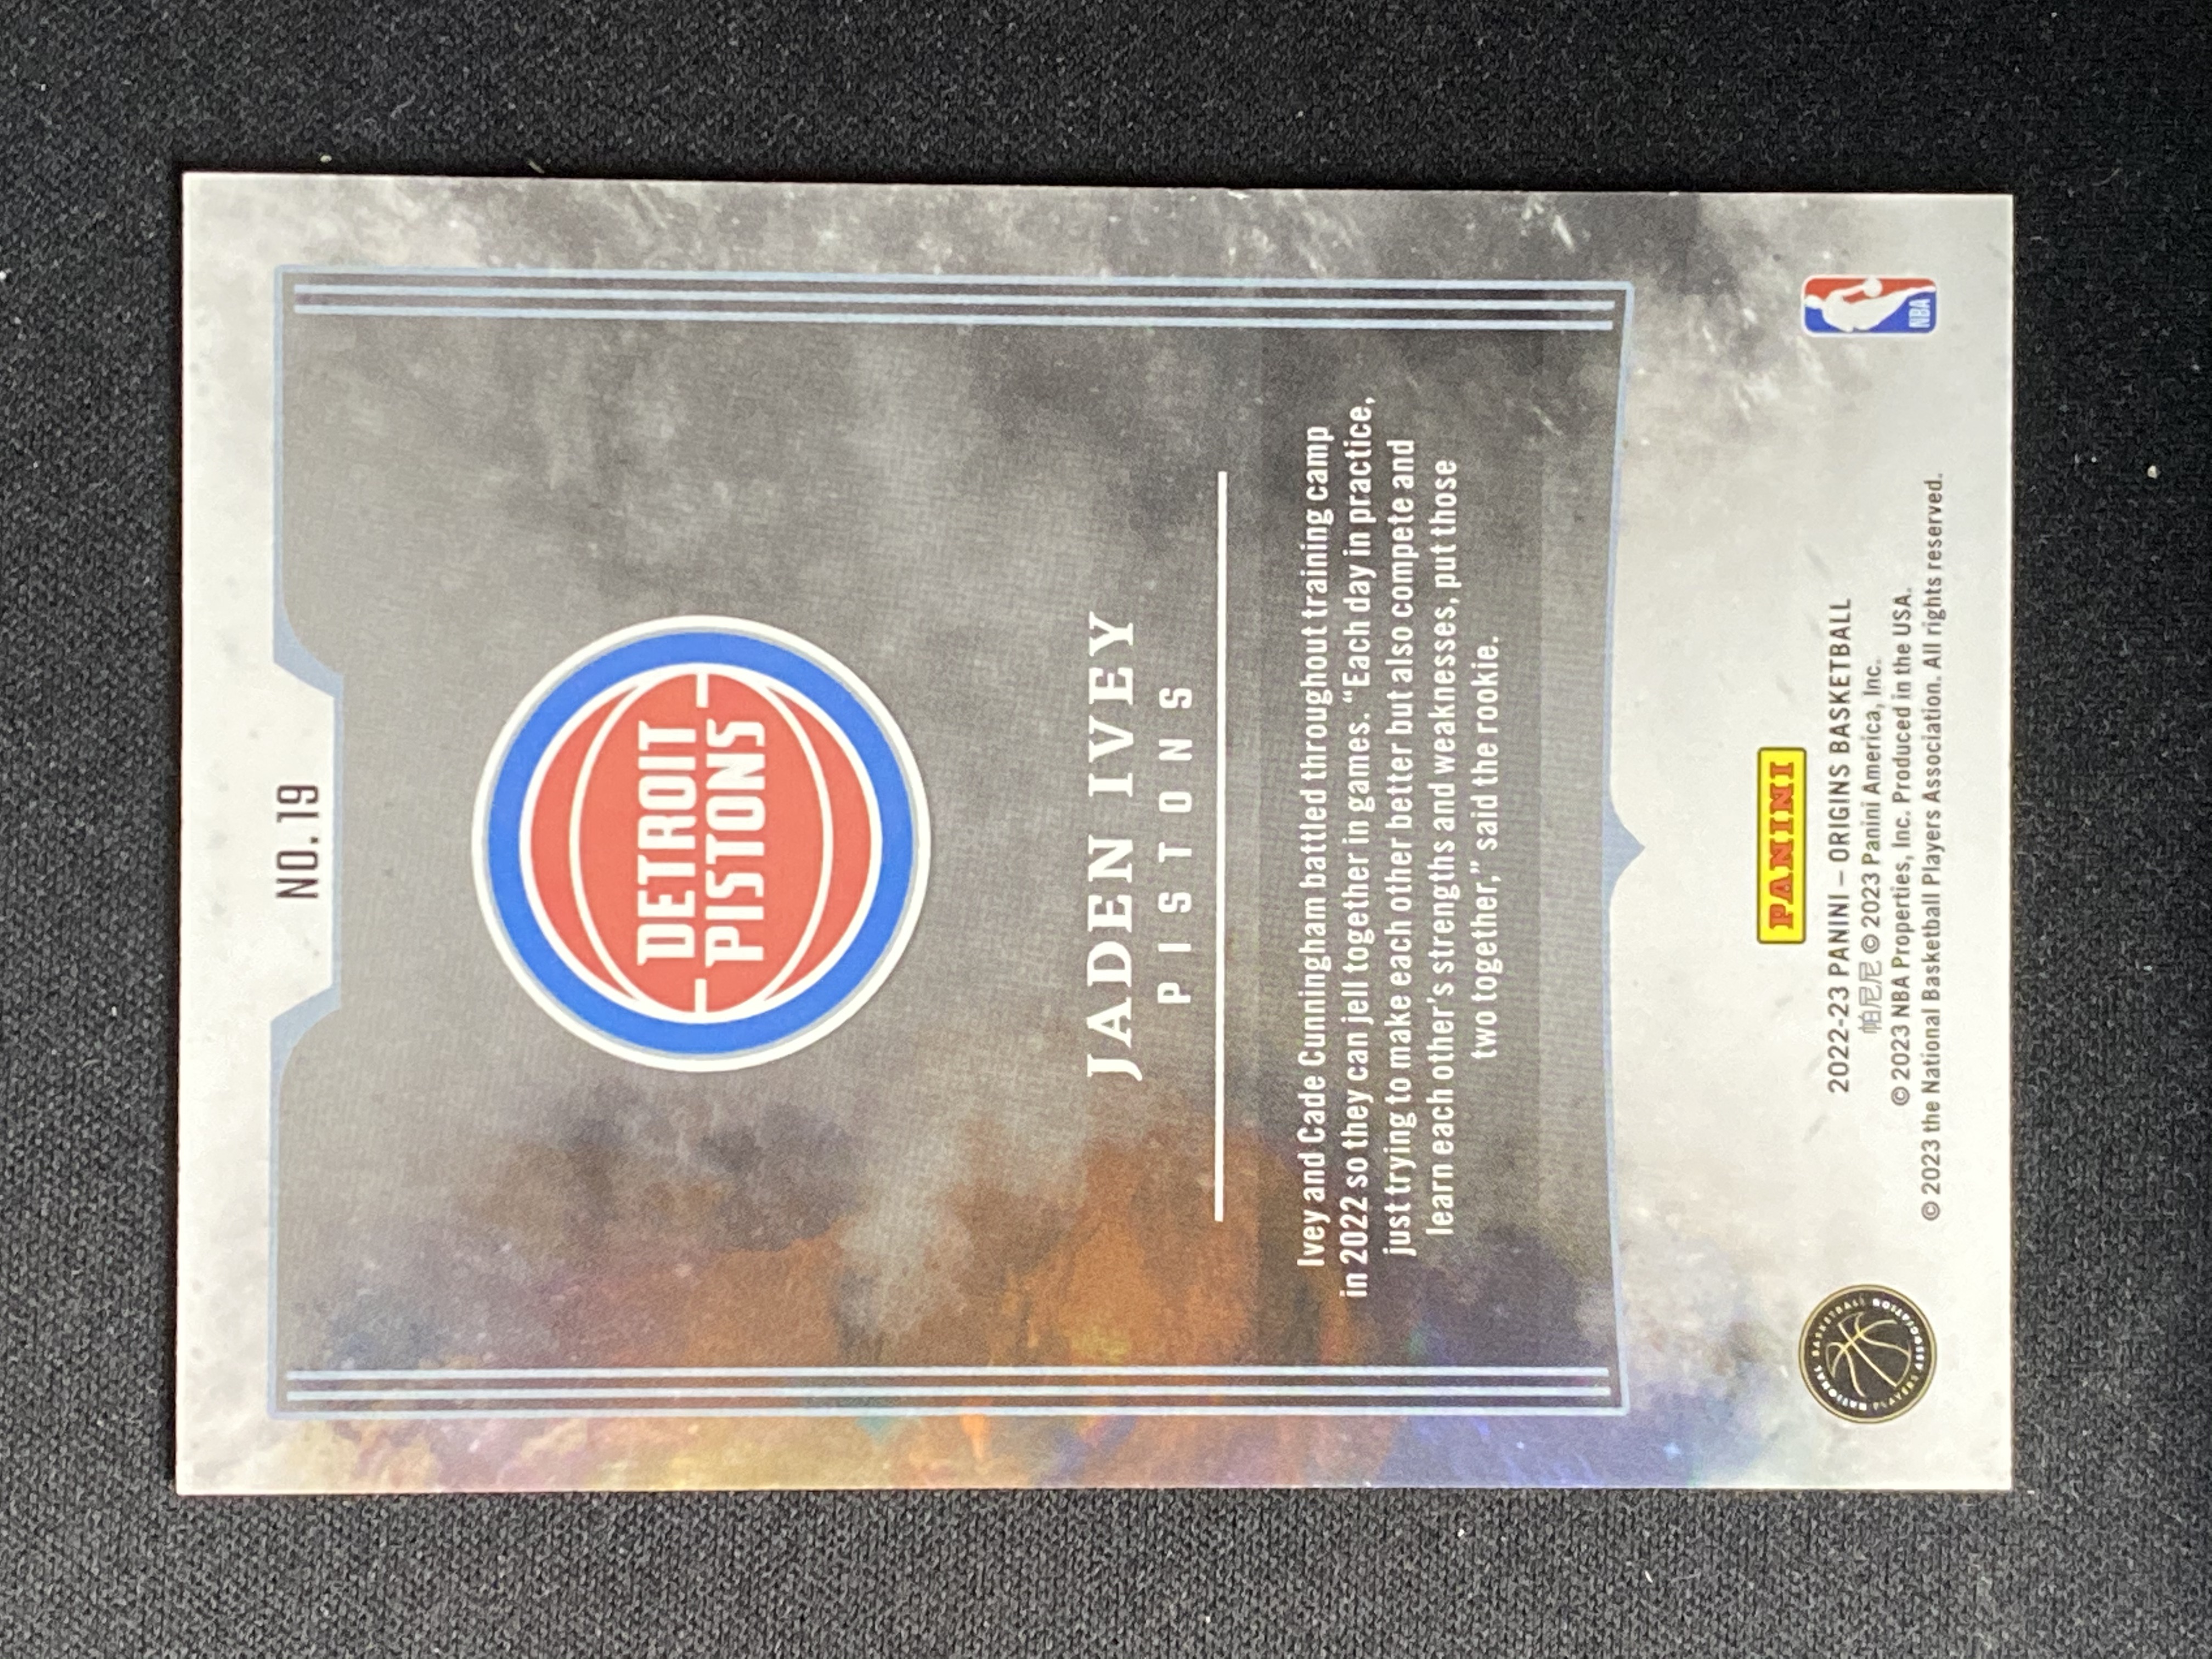 NO.19
DETROIT
PISTONS
JADEN IVEY
PISTONS
Ivey and Cade Cunningham battled throughout training camp
in 2022 so they can jell together in games. “Each day in practice,
just trying to make each other better but also compete and
learn each other’s strengths and weaknesses, put those
two together,” said the rookie.
PANINI
2022-23 PANINI – ORIGINS BASKETBALL
帕尼尼 © 2023 Panini America, Inc.
© 2023 NBA Properties, Inc. Produced in the USA.
© 2023 the National Basketball Players Association. All rights reserved.
NATIONAL BASKETBALL PLAYERS ASSOCIATION
NBA